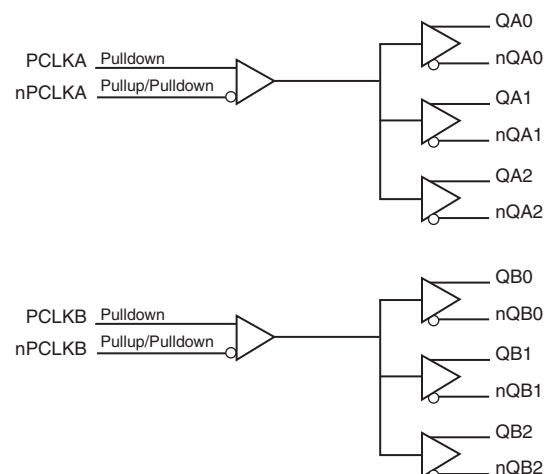 QA0
PCLKA Pulldown
nQA0
nPCLKA Pullup/Pulldown
QA1
nQA1
QA2
nQA2
QB0
PCLKB Pulldown
nQB0
nPCLKB Pullup/Pulldown
QB1
nQB1
QB2
nQB2